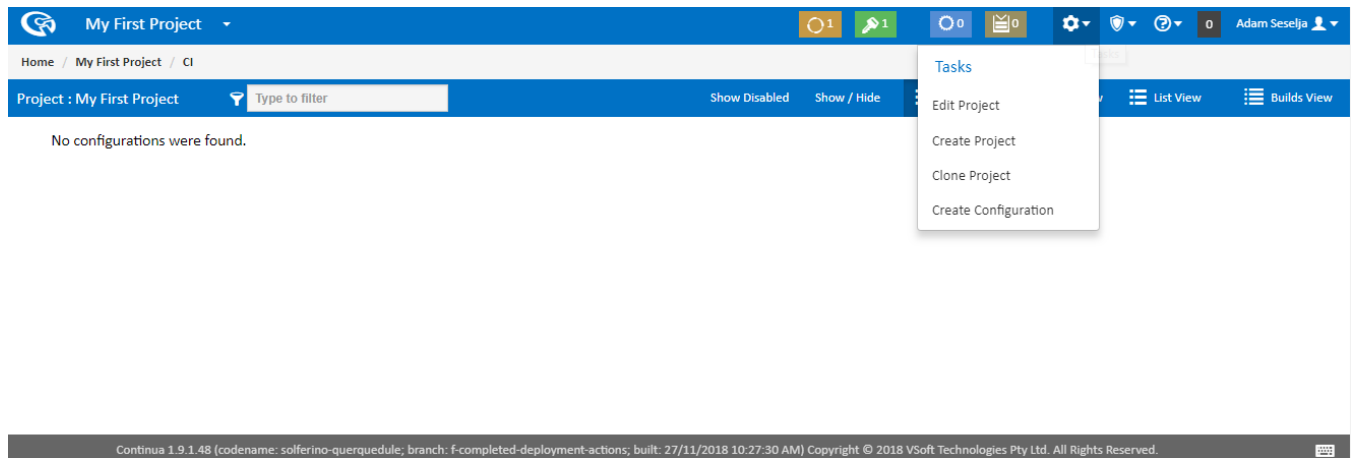 My First Project
1 1 0 0 0 Adam Seselja
Home / My First Project / CI
Tasks
Project : My First Project Type to filter Show Disabled Show / Hide List View Builds View
Edit Project
No configurations were found.
Create Project
Clone Project
Create Configuration
Continua 1.9.1.48 (codename: solferino-querquedule; branch: f-completed-deployment-actions; built: 27/11/2018 10:27:30 AM) Copyright © 2018 VSoft Technologies Pty Ltd. All Rights Reserved.